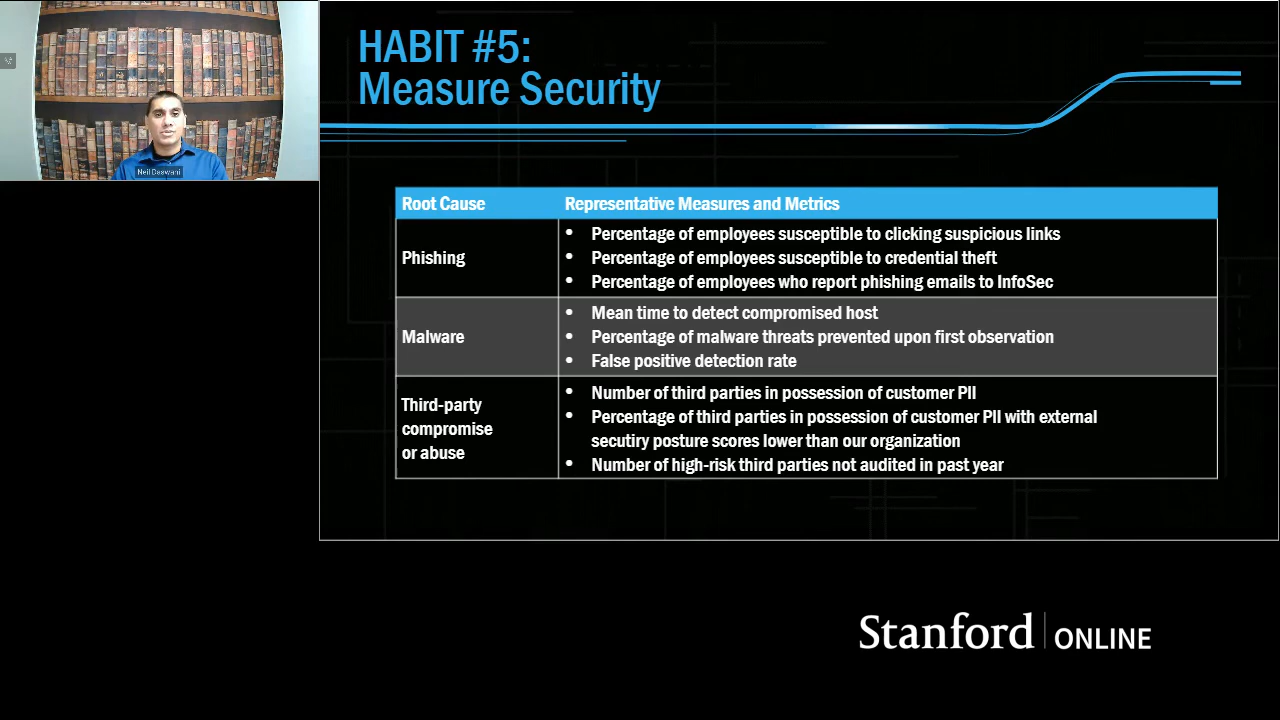 HABIT #5:
Measure Security
Neil Daswani
Root Cause
Representative Measures and Metrics
Phishing
• Percentage of employees susceptible to clicking suspicious links
• Percentage of employees susceptible to credential theft
• Percentage of employees who report phishing emails to InfoSec
Malware
• Mean time to detect compromised host
• Percentage of malware threats prevented upon first observation
• False positive detection rate
Third-party
compromise
or abuse
• Number of third parties in possession of customer PII
• Percentage of third parties in possession of customer PII with external
secutiry posture scores lower than our organization
• Number of high-risk third parties not audited in past year
Stanford ONLINE